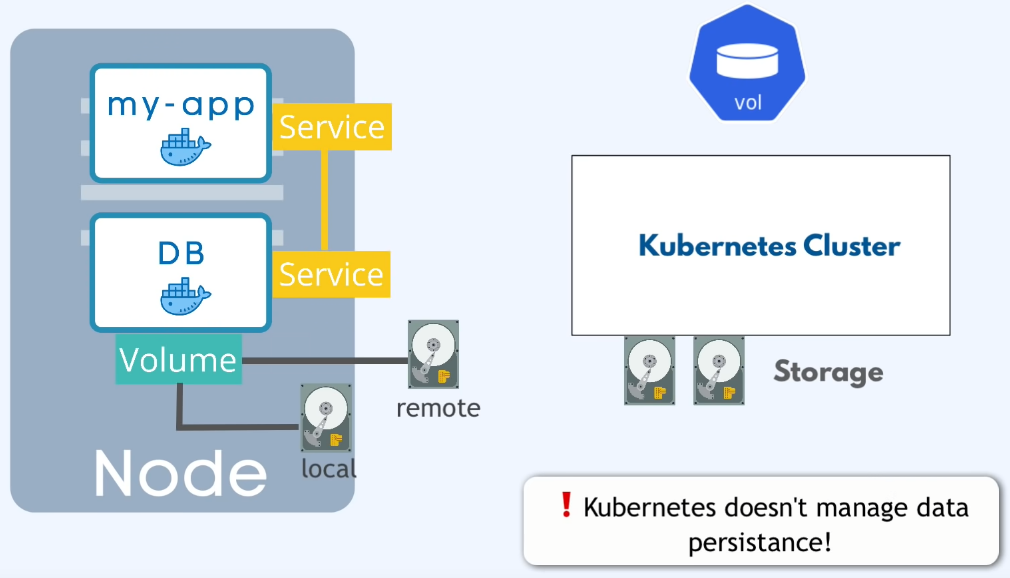 my-app
Service
DB
Service
Volume
remote
local
Node
vol
Kubernetes Cluster
Storage
! Kubernetes doesn't manage data
persistance!